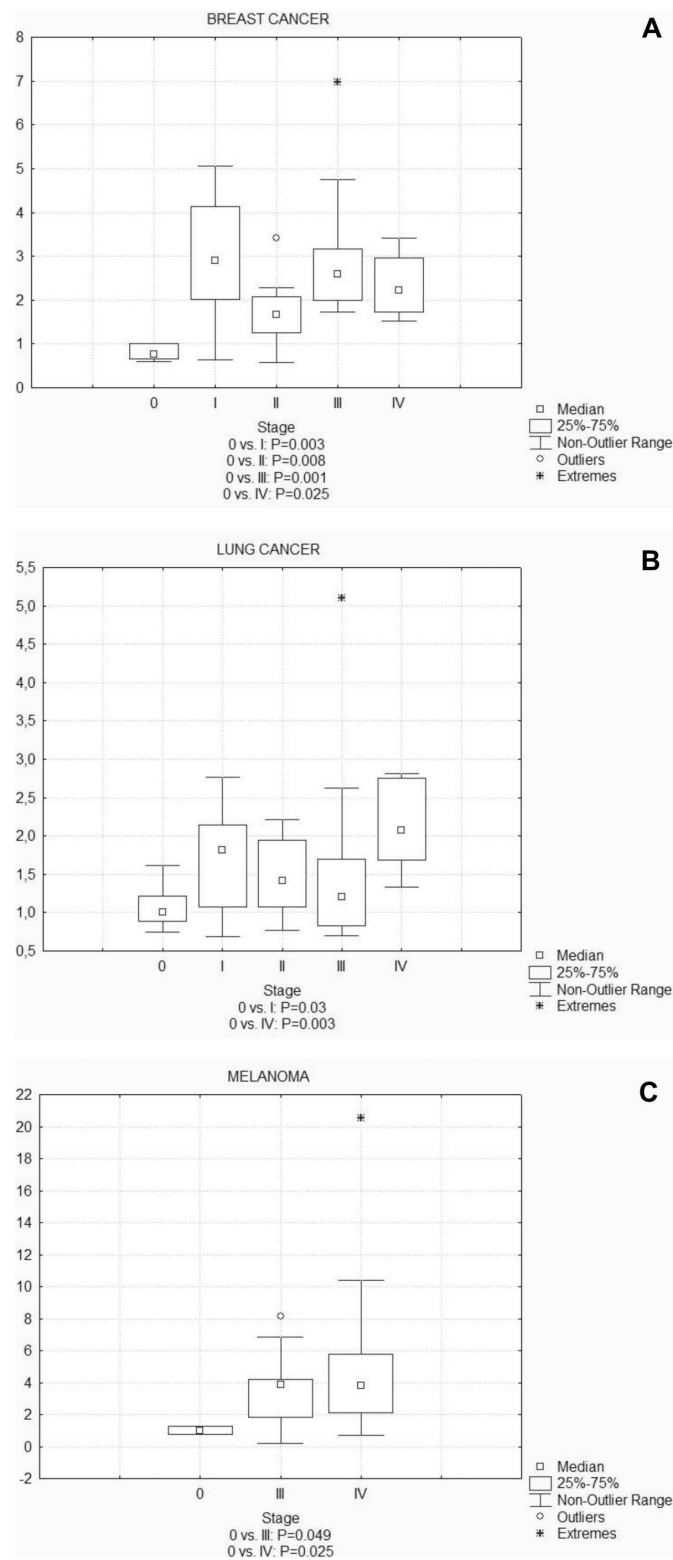 BREAST CANCER
A
8
7
6
5
4
3
2
1
0
0 I II III IV
Stage
0 vs. I: P=0.003
0 vs. II: P=0.008
0 vs. III: P=0.001
0 vs. IV: P=0.025
Median
25%-75%
Non-Outlier Range
Outliers
Extremes
LUNG CANCER
B
5,5
5,0
4,5
4,0
3,5
3,0
2,5
2,0
1,5
1,0
0,5
0 I II III IV
Stage
0 vs. I: P=0.03
0 vs. IV: P=0.003
Median
25%-75%
Non-Outlier Range
Extremes
MELANOMA
C
22
20
18
16
14
12
10
8
6
4
2
0
-2
0 III IV
Stage
0 vs. III: P=0.049
0 vs. IV: P=0.025
Median
25%-75%
Non-Outlier Range
Outliers
Extremes